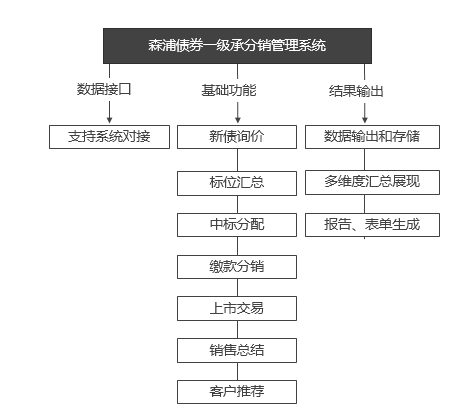 森浦债券一级承分销管理系统
数据接口
基础功能
结果输出
支持系统对接
新债询价
数据输出和存储
标位汇总
多维度汇总展现
中标分配
报告、表单生成
缴款分销
上市交易
销售总结
客户推荐